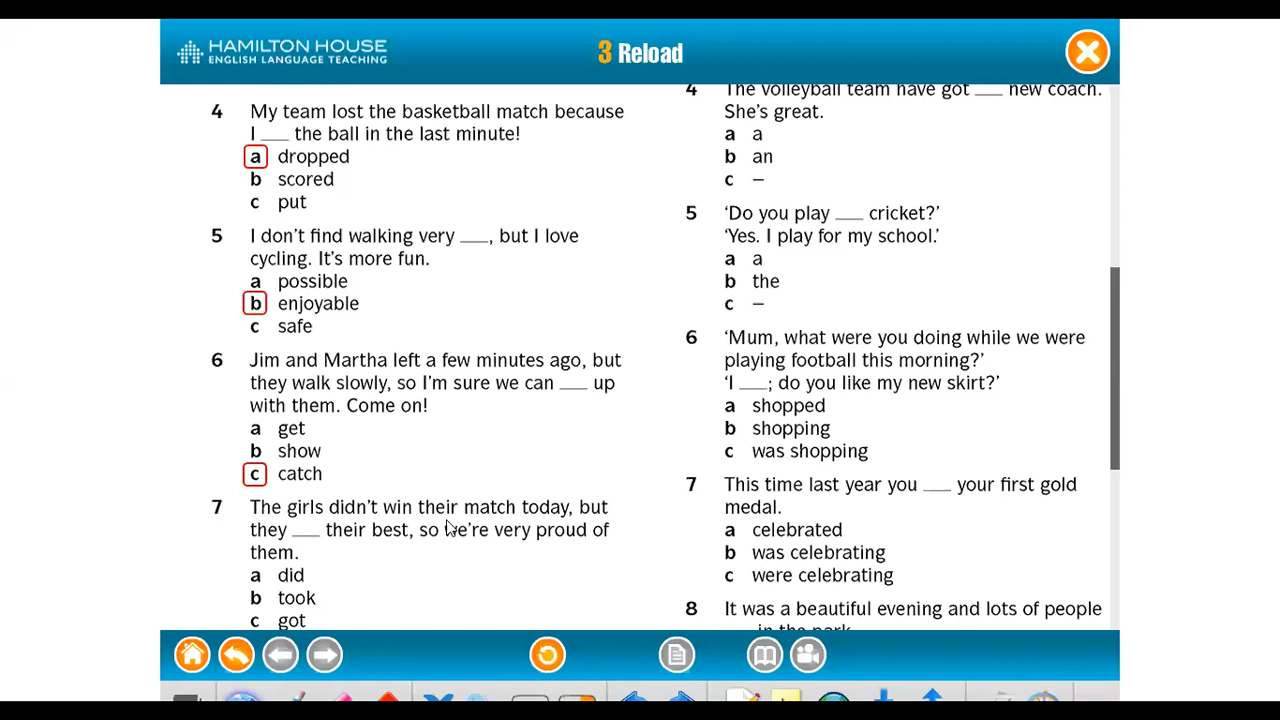 HAMILTON HOUSE
ENGLISH LANGUAGE TEACHING
3 Reload
4 My team lost the basketball match because
I ___ the ball in the last minute!
a dropped
b scored
c put
5 I don't find walking very ___, but I love
cycling. It's more fun.
a possible
b enjoyable
c safe
6 Jim and Martha left a few minutes ago, but
they walk slowly, so I'm sure we can ___ up
with them. Come on!
a get
b show
c catch
7 The girls didn't win their match today, but
they ___ their best, so we're very proud of
them.
a did
b took
c got
4 The volleyball team have got ___ new coach.
She's great.
a a
b an
c –
5 'Do you play ___ cricket?'
'Yes. I play for my school.'
a a
b the
c –
6 'Mum, what were you doing while we were
playing football this morning?'
'I ___; do you like my new skirt?'
a shopped
b shopping
c was shopping
7 This time last year you ___ your first gold
medal.
a celebrated
b was celebrating
c were celebrating
8 It was a beautiful evening and lots of people
___ in the park.